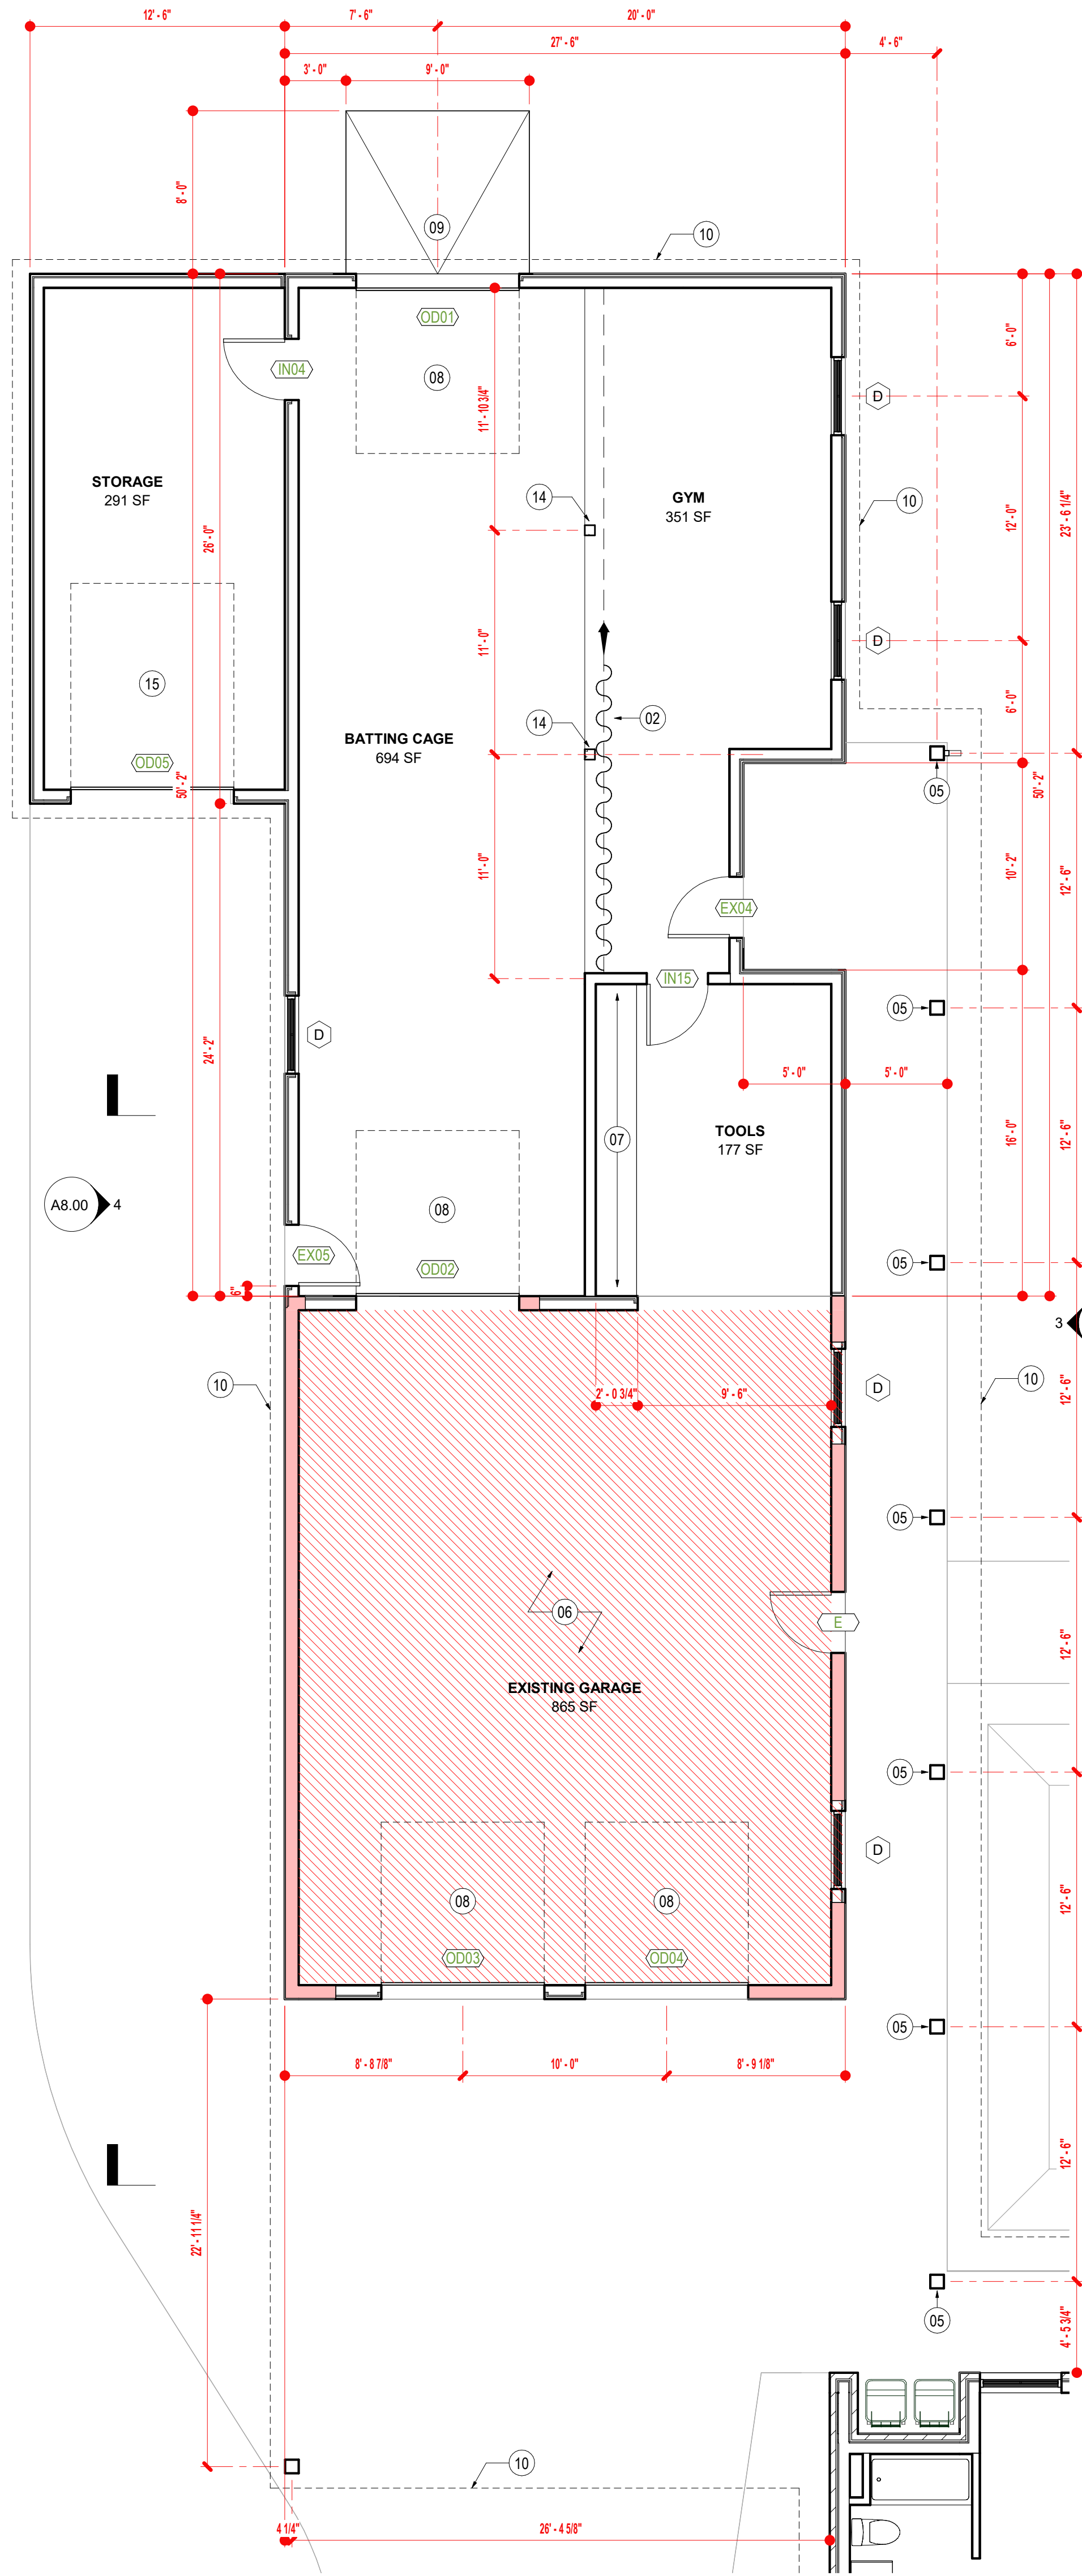 12' - 6"
7' - 6"
20' - 0"
27' - 6"
4' - 6"
3' - 0"
9' - 0"
8' - 0"
09
10
OD01
IN04
08
D
6' - 0"
11' - 10 3/4"
STORAGE
291 SF
14
GYM
351 SF
10
12' - 0"
23' - 6 1/4"
26' - 0"
11' - 0"
D
15
14
02
6' - 0"
BATTING CAGE
694 SF
OD05
50' - 2"
05
50' - 2"
11' - 0"
10' - 2"
12' - 6"
EX04
IN15
05
D
24' - 2"
5' - 0"
5' - 0"
07
TOOLS
177 SF
16' - 0"
12' - 6"
A8.00
4
08
EX05
OD02
05
6"
3
10
2' - 0 3/4"
9' - 6"
D
10
12' - 6"
05
06
E
12' - 6"
EXISTING GARAGE
865 SF
05
D
08
08
12' - 6"
OD03
OD04
05
8' - 8 7/8"
10' - 0"
8' - 9 1/8"
22' - 11 1/4"
12' - 6"
05
4' - 5 3/4"
10
4 1/4"
26' - 4 5/8"